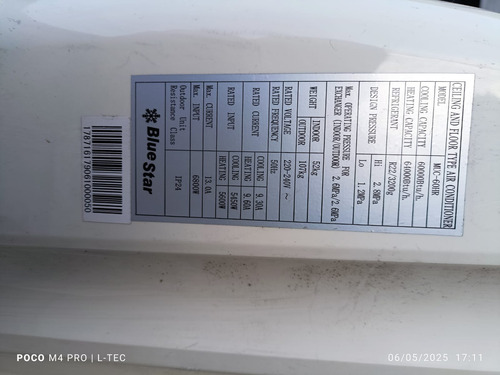 CEILING AND FLOOR TYPE AIR CONDITIONER
MODEL MUC-60HR
COOLING CAPACITY 60000Btu/h.
HEATING CAPACITY 64000Btu/h.
REFRIGERANT R22/3200g
DESIGN PRESSURE Hi 2.8MPa
Lo 1.2MPa
Max. OPERATING PRESSURE FOR
EXCHANGER (INDOOR/OUTDOOR) 2.6MPa/2.6MPa
WEIGHT INDOOR 52kg
OUTDOOR 107kg
RATED VOLTAGE 220-240V ~
RATED FREQUENCY 50Hz
RATED CURRENT COOLING 9.30A
HEATING 9.60A
RATED INPUT COOLING 5450W
HEATING 5600W
Max. CURRENT 13.0A
Max. INPUT 6800W
Outdoor Unit
Resistance Class IP24
BlueStar
178716179081000050
POCO M4 PRO | L-TEC
06/05/2025 17:11